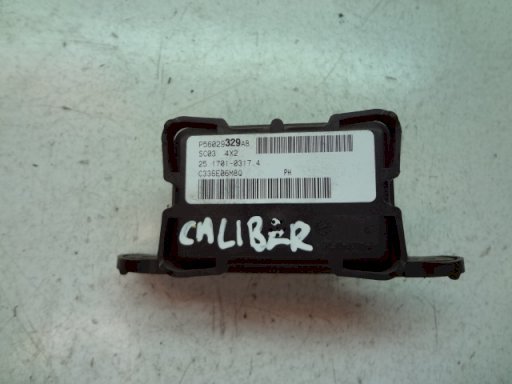 P56029329AB
SC03 4X2
25.1701-0317.4
C336E06M8Q PH
CALIBER